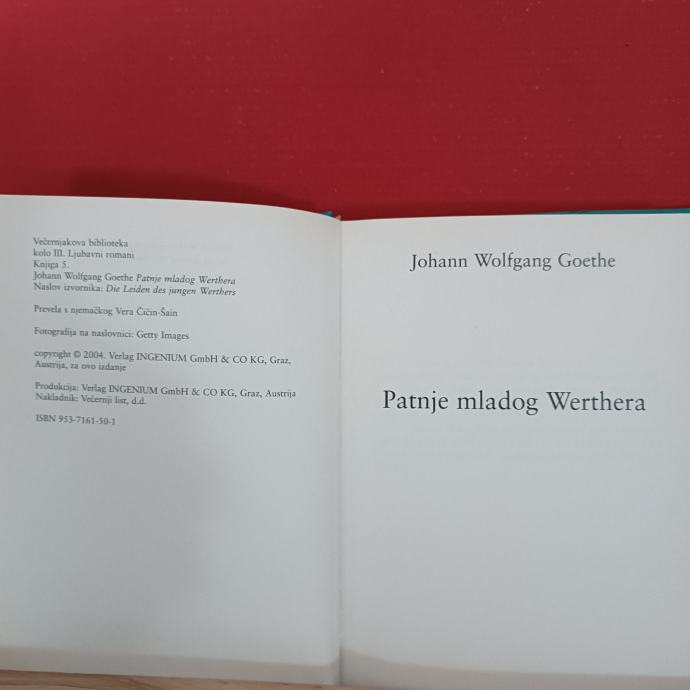 Večernjakova biblioteka
kolo III. Ljubavni romani
Knjiga 5.
Johann Wolfgang Goethe Patnje mladog Werthera
Naslov izvornika: Die Leiden des jungen Werthers
Prevela s njemačkog Vera Čičin-Šain
Fotografija na naslovnici: Getty Images
copyright © 2004. Verlag INGENIUM GmbH & CO KG, Graz,
Austrija, za ovo izdanje
Produkcija: Verlag INGENIUM GmbH & CO KG, Graz, Austrija
Nakladnik: Večernji list, d.d.
ISBN 953-7161-50-1
Johann Wolfgang Goethe
Patnje mladog Werthera